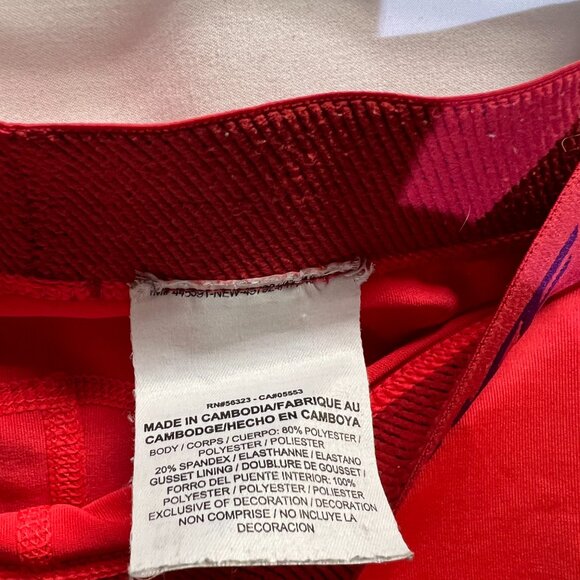 RN#56323 - CA#05553
MADE IN CAMBODIA/FABRIQUE AU
CAMBODGE/HECHO EN CAMBOYA
BODY / CORPS / CUERPO: 80% POLYESTER /
POLYESTER / POLIESTER
20% SPANDEX / ELASTHANNE / ELASTANO
GUSSET LINING / DOUBLURE DE GOUSSET /
FORRO DEL PUENTE INTERIOR: 100%
POLYESTER / POLYESTER / POLIESTER
EXCLUSIVE OF DECORATION / DECORATION
NON COMPRISE / NO INCLUYE LA
DECORACION